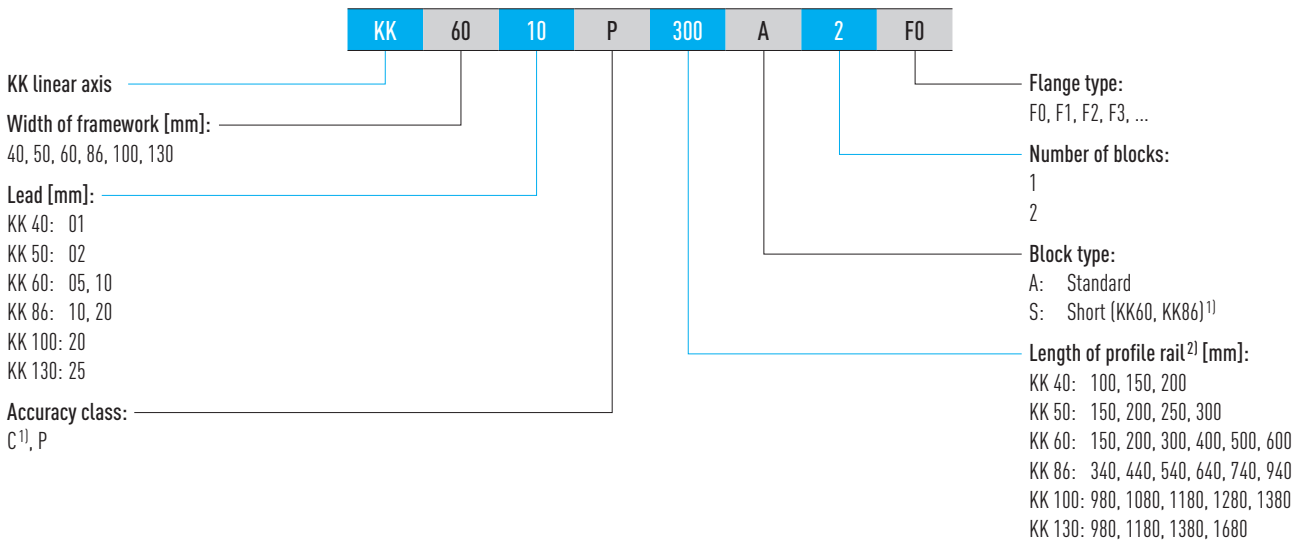 KK 60 10 P 300 A 2 F0
KK linear axis
Width of framework [mm]:
40, 50, 60, 86, 100, 130
Lead [mm]:
KK 40: 01
KK 50: 02
KK 60: 05, 10
KK 86: 10, 20
KK 100: 20
KK 130: 25
Accuracy class:
C 1), P
Flange type:
F0, F1, F2, F3, ...
Number of blocks:
1
2
Block type:
A: Standard
S: Short (KK60, KK86) 1)
Length of profile rail 2) [mm]:
KK 40: 100, 150, 200
KK 50: 150, 200, 250, 300
KK 60: 150, 200, 300, 400, 500, 600
KK 86: 340, 440, 540, 640, 740, 940
KK 100: 980, 1080, 1180, 1280, 1380
KK 130: 980, 1180, 1380, 1680